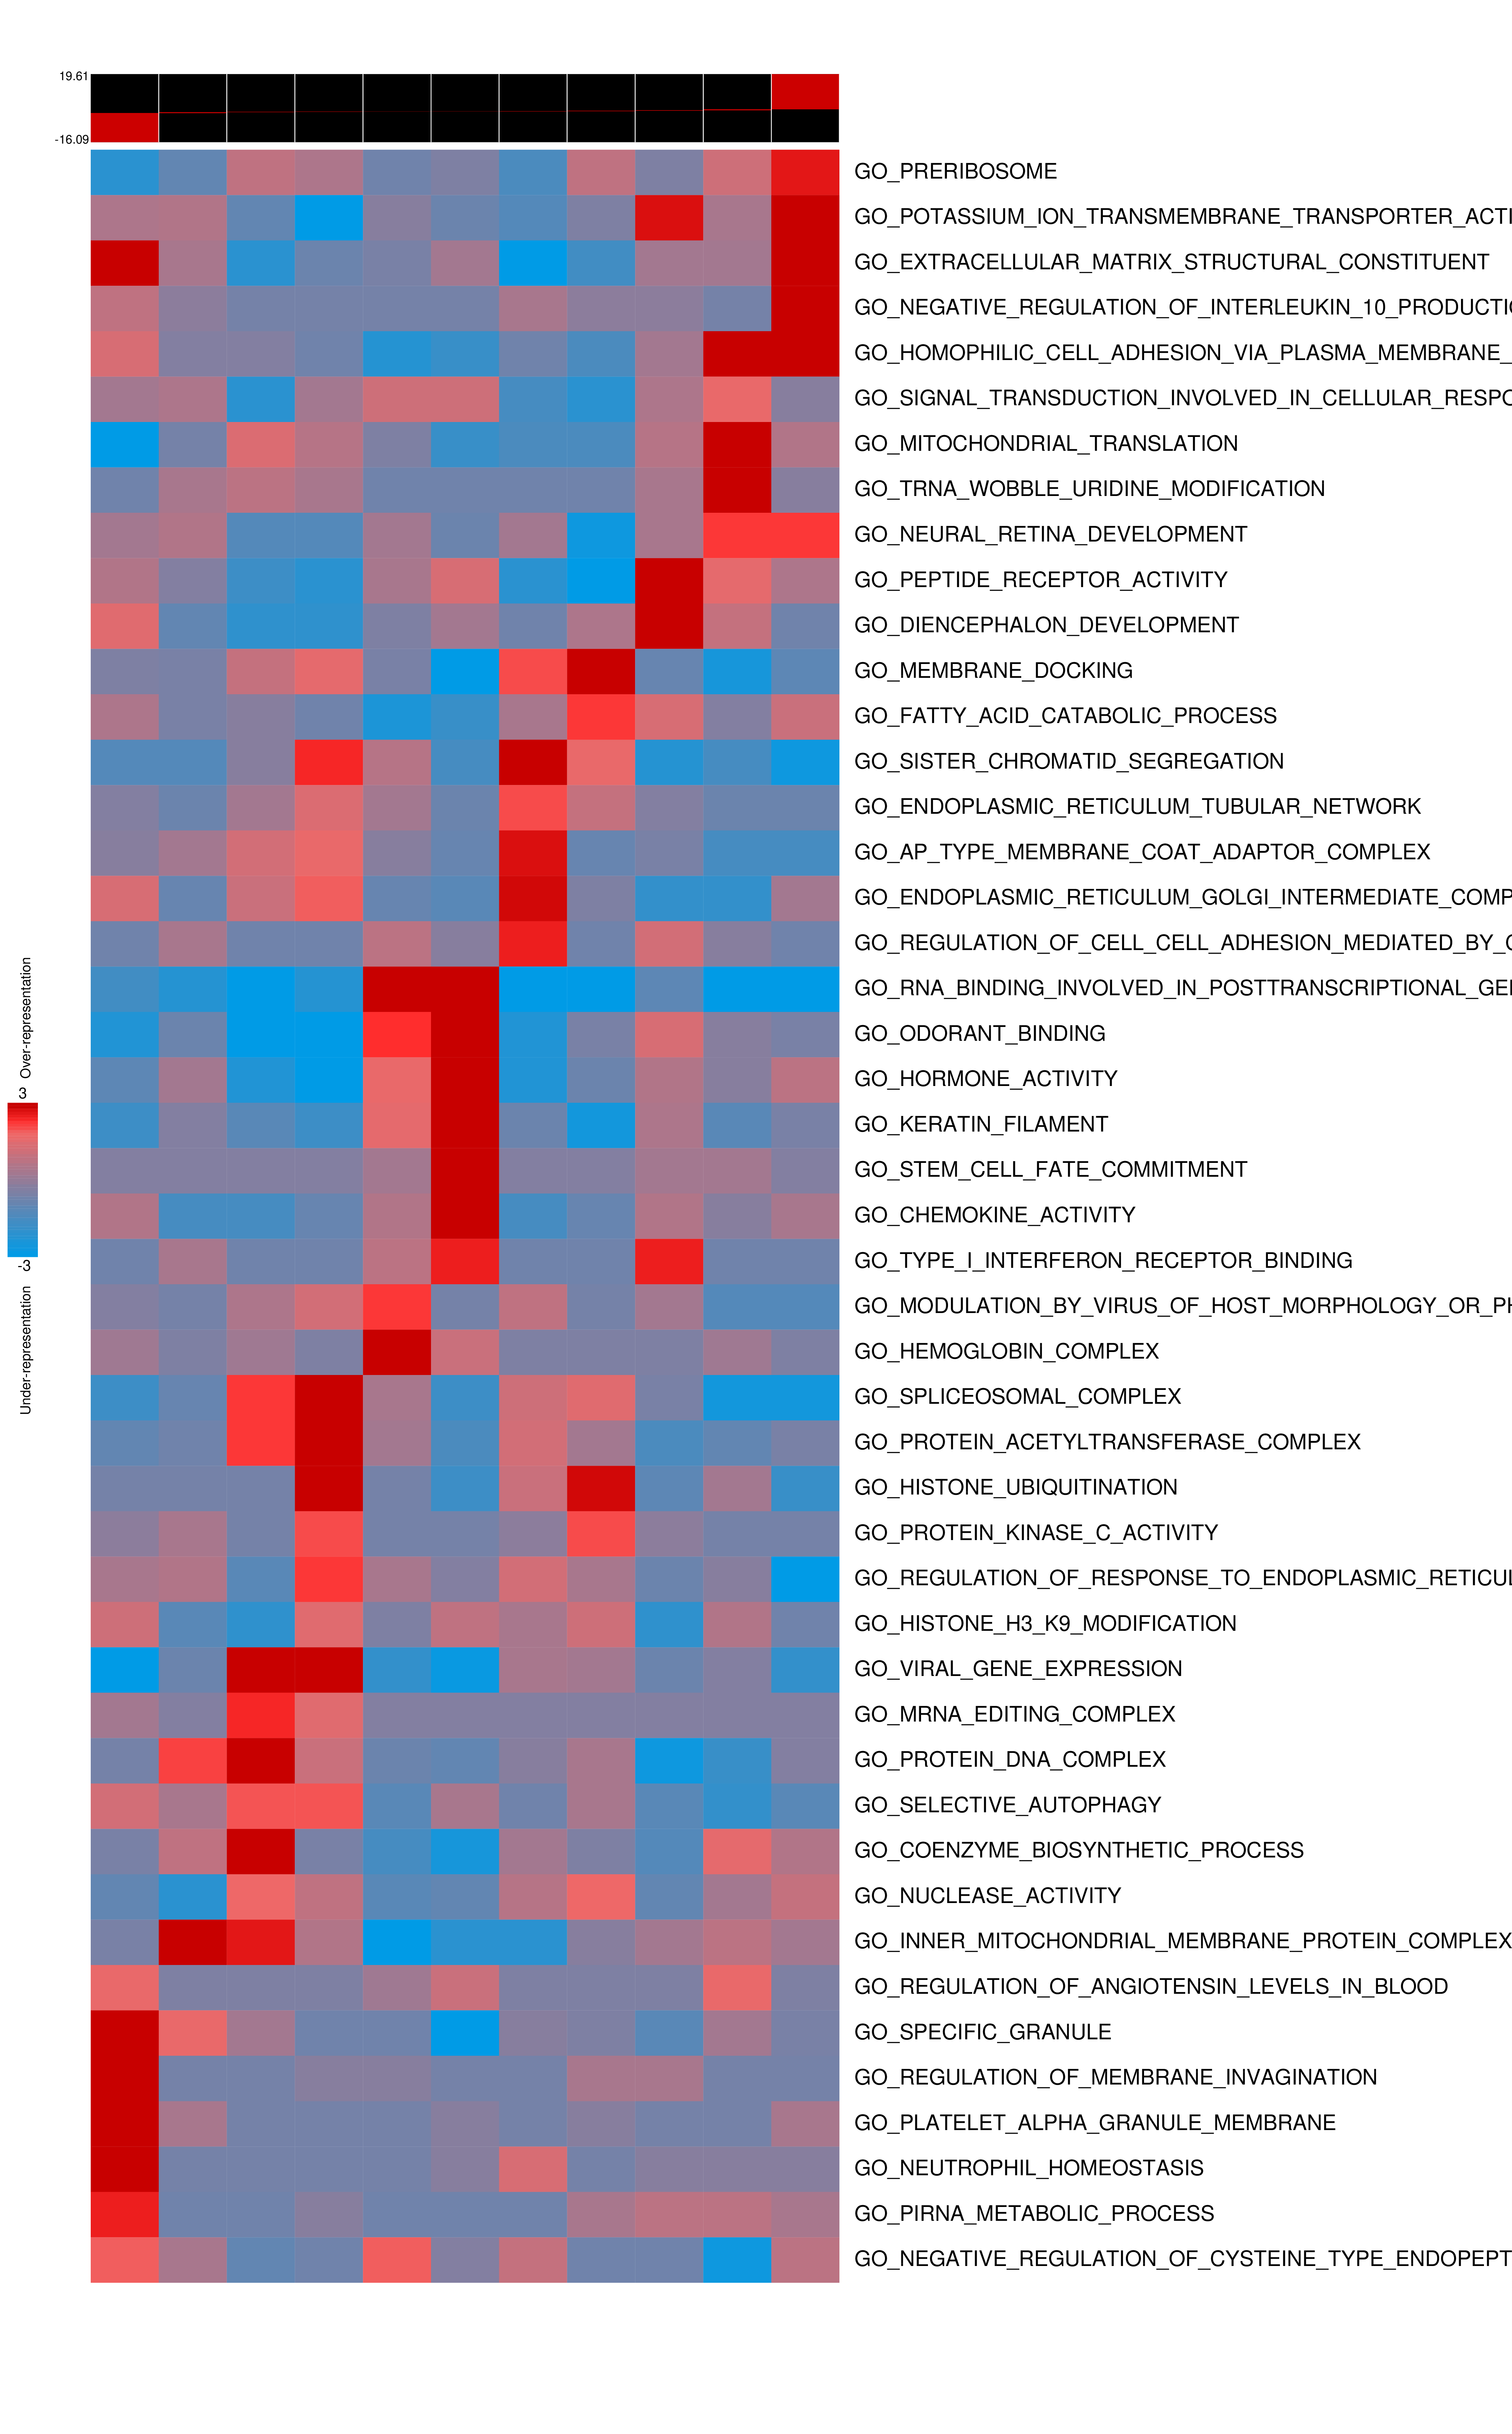 19.61
-16.09
GO_PRERIBOSOME
GO_POTASSIUM_ION_TRANSMEMBRANE_TRANSPORTER_ACTI
GO_EXTRACELLULAR_MATRIX_STRUCTURAL_CONSTITUENT
GO_NEGATIVE_REGULATION_OF_INTERLEUKIN_10_PRODUCTI
GO_HOMOPHILIC_CELL_ADHESION_VIA_PLASMA_MEMBRANE_
GO_SIGNAL_TRANSDUCTION_INVOLVED_IN_CELLULAR_RESPO
GO_MITOCHONDRIAL_TRANSLATION
GO_TRNA_WOBBLE_URIDINE_MODIFICATION
GO_NEURAL_RETINA_DEVELOPMENT
GO_PEPTIDE_RECEPTOR_ACTIVITY
GO_DIENCEPHALON_DEVELOPMENT
GO_MEMBRANE_DOCKING
GO_FATTY_ACID_CATABOLIC_PROCESS
GO_SISTER_CHROMATID_SEGREGATION
GO_ENDOPLASMIC_RETICULUM_TUBULAR_NETWORK
GO_AP_TYPE_MEMBRANE_COAT_ADAPTOR_COMPLEX
GO_ENDOPLASMIC_RETICULUM_GOLGI_INTERMEDIATE_COMP
GO_REGULATION_OF_CELL_CELL_ADHESION_MEDIATED_BY_C
GO_RNA_BINDING_INVOLVED_IN_POSTTRANSCRIPTIONAL_GEN
GO_ODORANT_BINDING
GO_HORMONE_ACTIVITY
GO_KERATIN_FILAMENT
GO_STEM_CELL_FATE_COMMITMENT
GO_CHEMOKINE_ACTIVITY
GO_TYPE_I_INTERFERON_RECEPTOR_BINDING
GO_MODULATION_BY_VIRUS_OF_HOST_MORPHOLOGY_OR_PH
GO_HEMOGLOBIN_COMPLEX
GO_SPLICEOSOMAL_COMPLEX
GO_PROTEIN_ACETYLTRANSFERASE_COMPLEX
GO_HISTONE_UBIQUITINATION
GO_PROTEIN_KINASE_C_ACTIVITY
GO_REGULATION_OF_RESPONSE_TO_ENDOPLASMIC_RETICUL
GO_HISTONE_H3_K9_MODIFICATION
GO_VIRAL_GENE_EXPRESSION
GO_MRNA_EDITING_COMPLEX
GO_PROTEIN_DNA_COMPLEX
GO_SELECTIVE_AUTOPHAGY
GO_COENZYME_BIOSYNTHETIC_PROCESS
GO_NUCLEASE_ACTIVITY
GO_INNER_MITOCHONDRIAL_MEMBRANE_PROTEIN_COMPLEX
GO_REGULATION_OF_ANGIOTENSIN_LEVELS_IN_BLOOD
GO_SPECIFIC_GRANULE
GO_REGULATION_OF_MEMBRANE_INVAGINATION
GO_PLATELET_ALPHA_GRANULE_MEMBRANE
GO_NEUTROPHIL_HOMEOSTASIS
GO_PIRNA_METABOLIC_PROCESS
GO_NEGATIVE_REGULATION_OF_CYSTEINE_TYPE_ENDOPEPT
Over-representation
3
-3
Under-representation